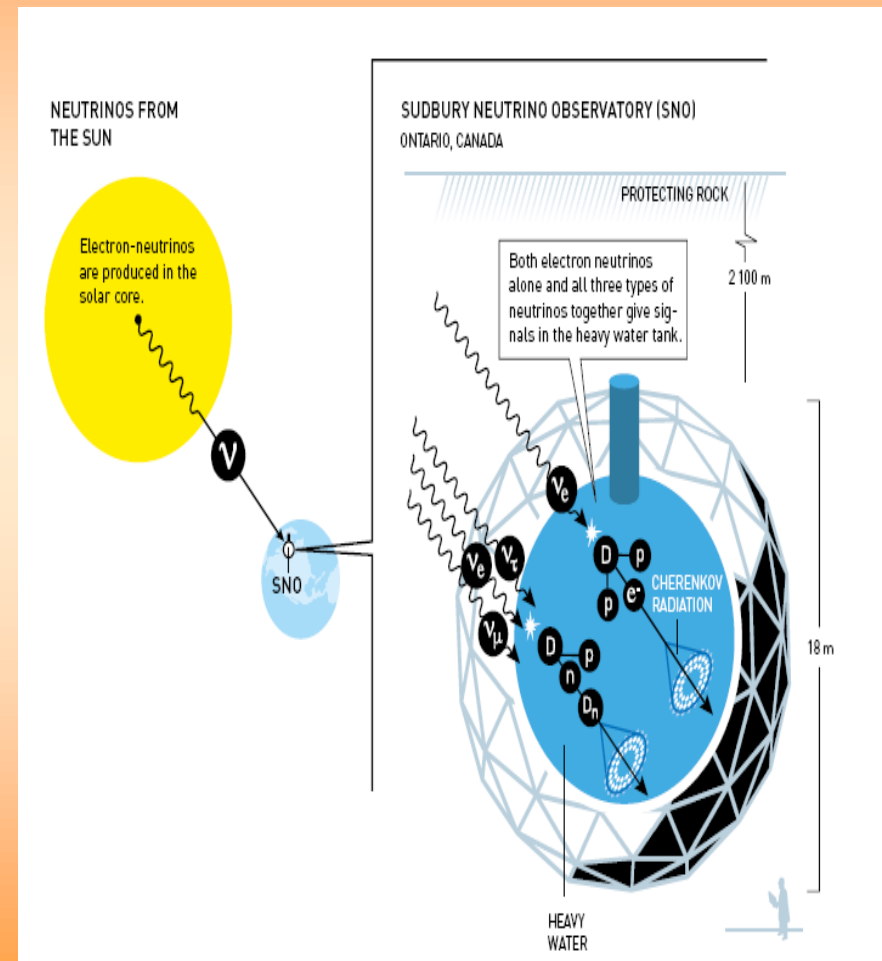 NEUTRINOS FROM
THE SUN
Electron-neutrinos
are produced in the
solar core.
ν
SNO
SUDBURY NEUTRINO OBSERVATORY (SNO)
ONTARIO, CANADA
PROTECTING ROCK
2 100 m
Both electron neutrinos
alone and all three types of
neutrinos together give sig-
nals in the heavy water tank.
νe
D p
p e-
CHERENKOV
RADIATION
νe ντ
νμ
D p
n
Dn
18 m
HEAVY
WATER